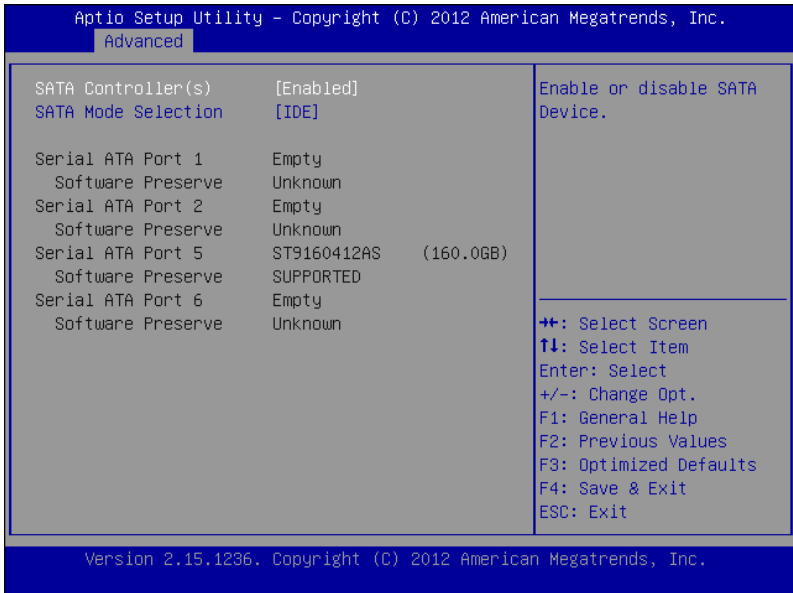 Aptio Setup Utility – Copyright (C) 2012 American Megatrends, Inc.
Advanced
SATA Controller(s) [Enabled]
SATA Mode Selection [IDE]
Serial ATA Port 1 Empty
Software Preserve Unknown
Serial ATA Port 2 Empty
Software Preserve Unknown
Serial ATA Port 5 ST9160412AS (160.0GB)
Software Preserve SUPPORTED
Serial ATA Port 6 Empty
Software Preserve Unknown
Enable or disable SATA
Device.
→←: Select Screen
↑↓: Select Item
Enter: Select
+/-: Change Opt.
F1: General Help
F2: Previous Values
F3: Optimized Defaults
F4: Save & Exit
ESC: Exit
Version 2.15.1236. Copyright (C) 2012 American Megatrends, Inc.